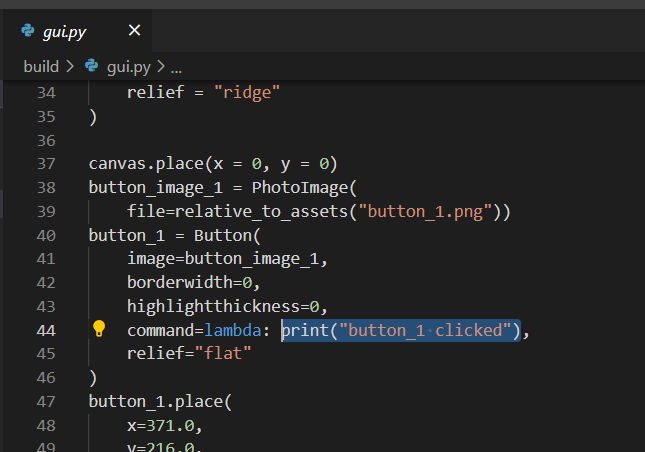 gui.py ×
build > gui.py > ...
34 relief = "ridge"
35 )
36
37 canvas.place(x = 0, y = 0)
38 button_image_1 = PhotoImage(
39 file=relative_to_assets("button_1.png"))
40 button_1 = Button(
41 image=button_image_1,
42 borderwidth=0,
43 highlightthickness=0,
44 command=lambda: print("button_1 clicked"),
45 relief="flat"
46 )
47 button_1.place(
48 x=371.0,
49 y=216.0,